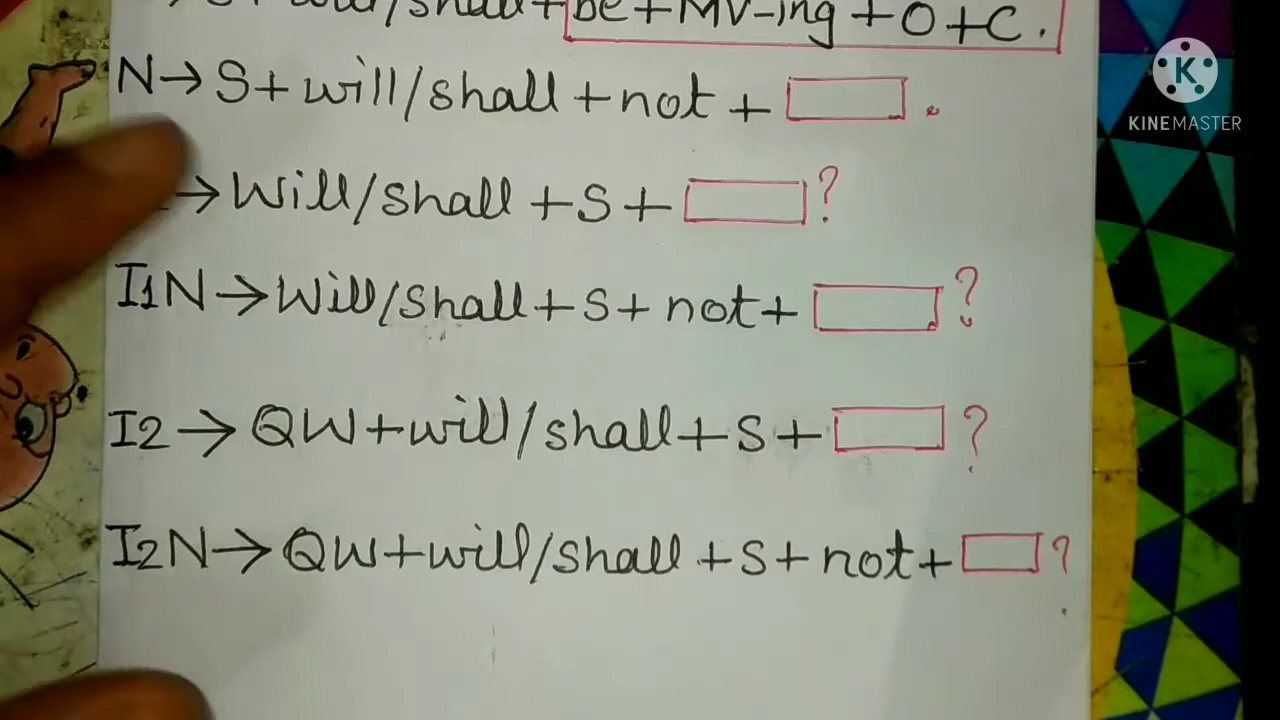 be+MV-ing+O+C.
N→S+will/shall+not+ .
→Will/shall+S+ ?
I1N→Will/shall+S+not+ ?
I2→QW+will/shall+S+ ?
I2N→QW+will/shall+S+not+ ?
KINEMASTER